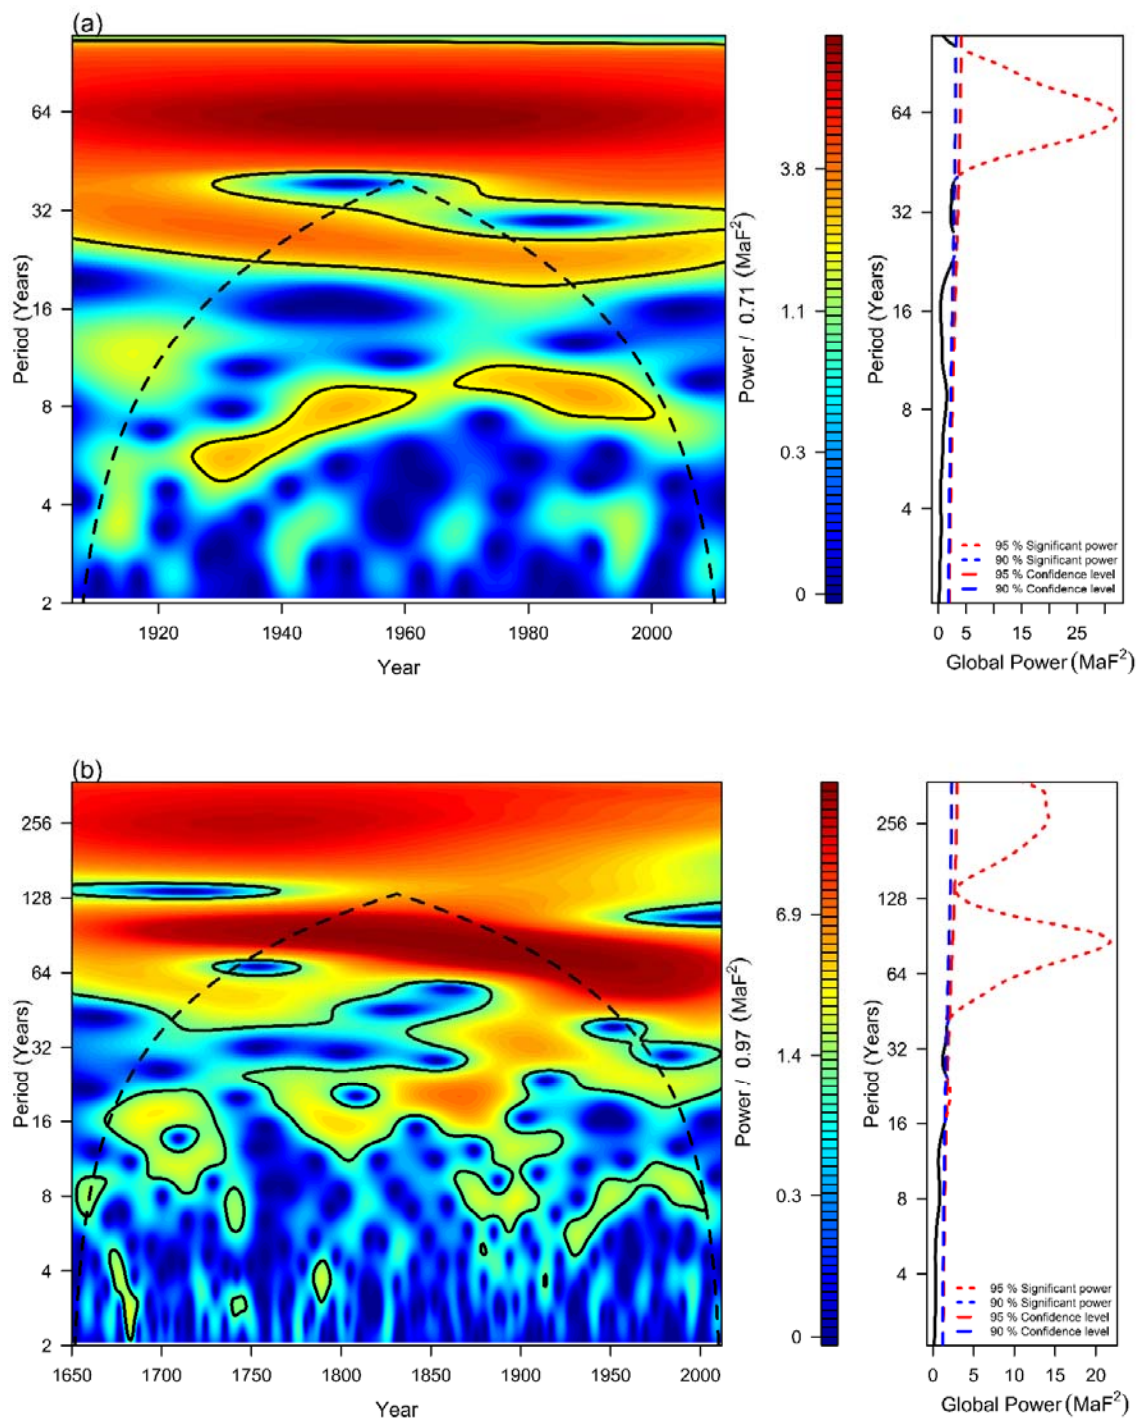 (a)
64
32
16
8
4
2
Period (Years)
1920 1940 1960 1980 2000
Year
3.8
1.1
0.3
0
Power / 0.71 (MaF²)
64
32
16
8
4
Period (Years)
95 % Significant power
90 % Significant power
95 % Confidence level
90 % Confidence level
0 5 15 25
Global Power (MaF²)
(b)
256
128
64
32
16
8
4
2
Period (Years)
1650 1700 1750 1800 1850 1900 1950 2000
Year
6.9
1.4
0.3
0
Power / 0.97 (MaF²)
256
128
64
32
16
8
4
Period (Years)
95 % Significant power
90 % Significant power
95 % Confidence level
90 % Confidence level
0 5 10 15 20
Global Power (MaF²)